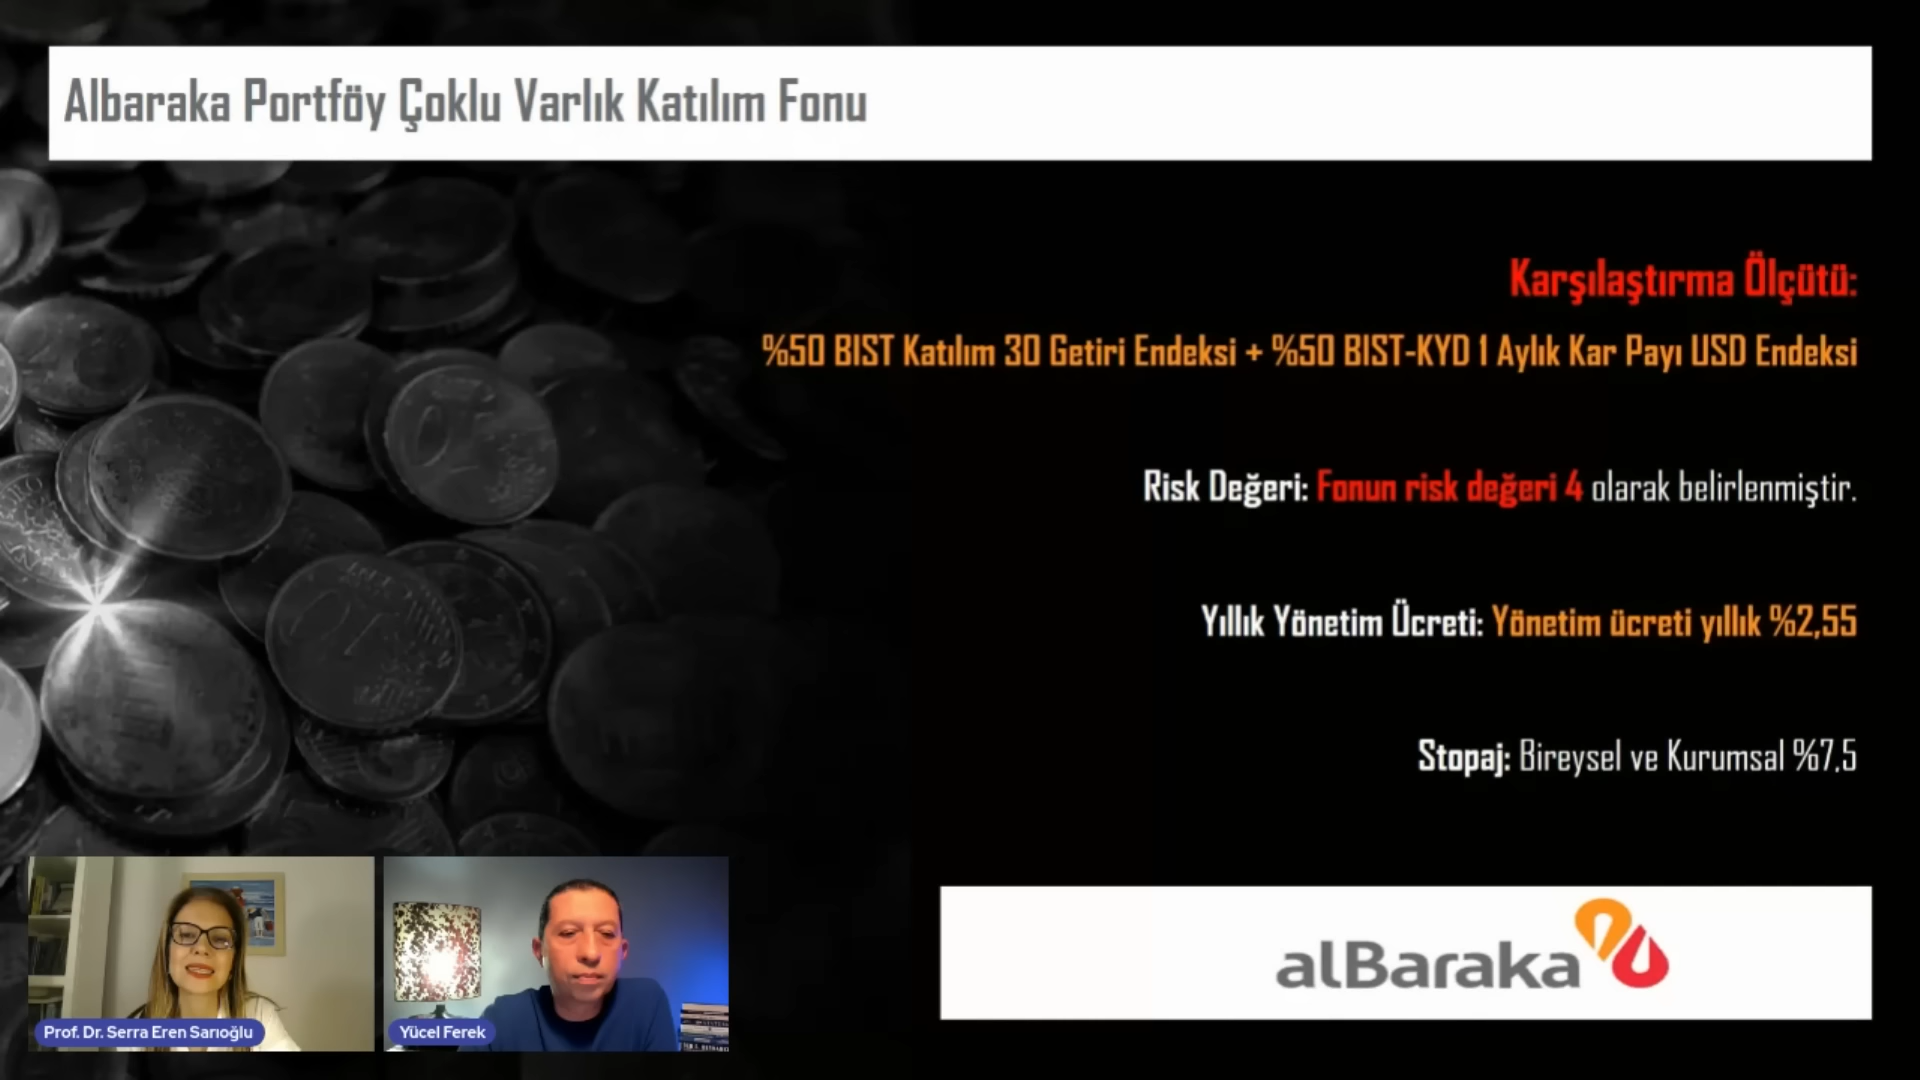 Albaraka Portföy Çoklu Varlık Katılım Fonu
Karşılaştırma Ölçütü:
%50 BIST Katılım 30 Getiri Endeksi + %50 BIST-KYD 1 Aylık Kar Payı USD Endeksi
Risk Değeri: Fonun risk değeri 4 olarak belirlenmiştir.
Yıllık Yönetim Ücreti: Yönetim ücreti yıllık %2,55
Stopaj: Bireysel ve Kurumsal %7,5
alBaraka
Prof. Dr. Serra Eren Sarıoğlu
Yücel Ferek